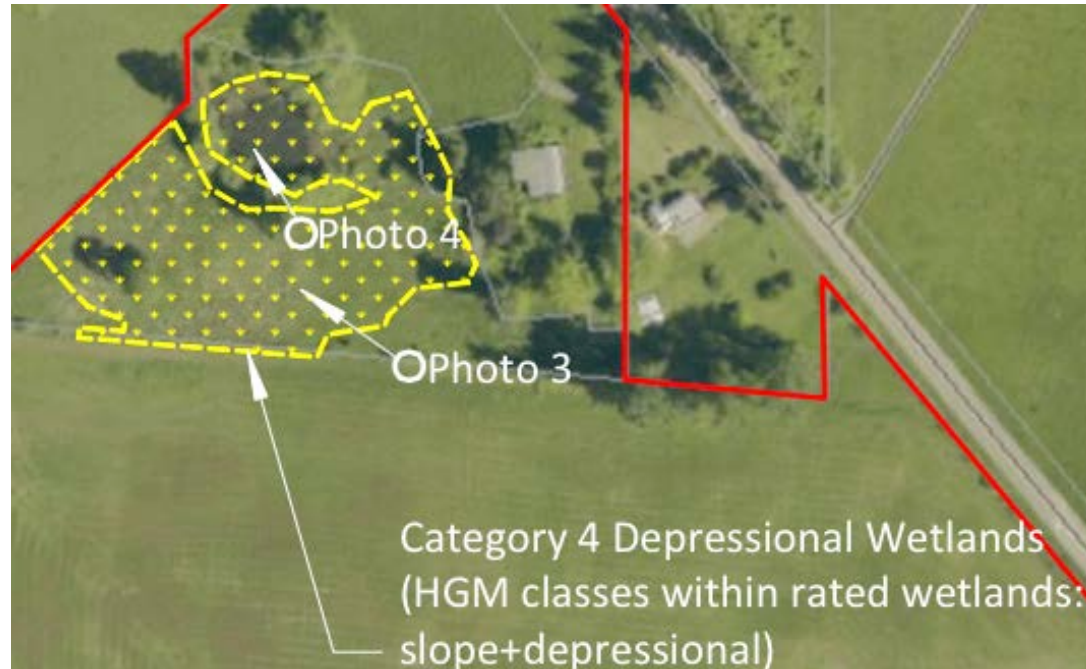 Photo 4
Photo 3
Category 4 Depressional Wetlands
(HGM classes within rated wetlands:
slope+depressional)